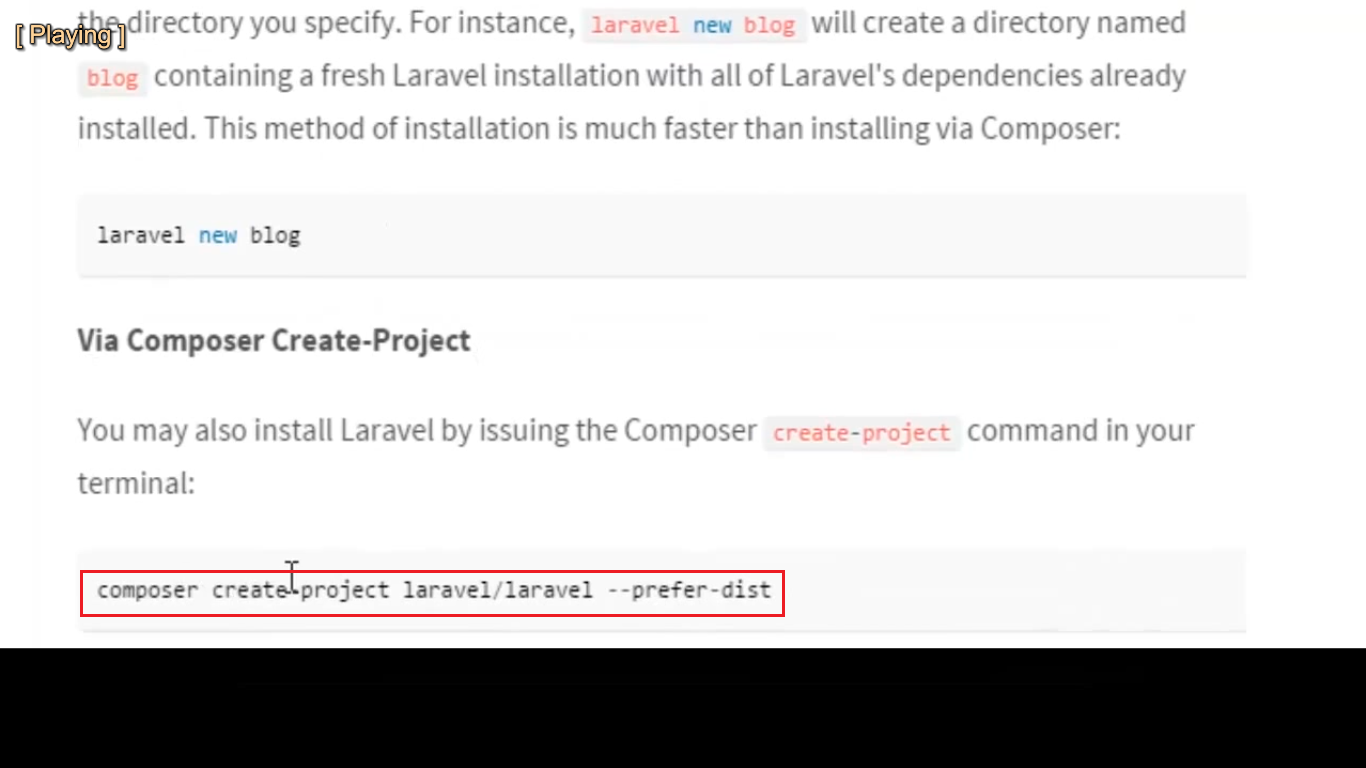 the directory you specify. For instance, laravel new blog will create a directory named
[ Playing ]
blog containing a fresh Laravel installation with all of Laravel's dependencies already
installed. This method of installation is much faster than installing via Composer:
laravel new blog
Via Composer Create-Project
You may also install Laravel by issuing the Composer create-project command in your
terminal:
composer create-project laravel/laravel --prefer-dist